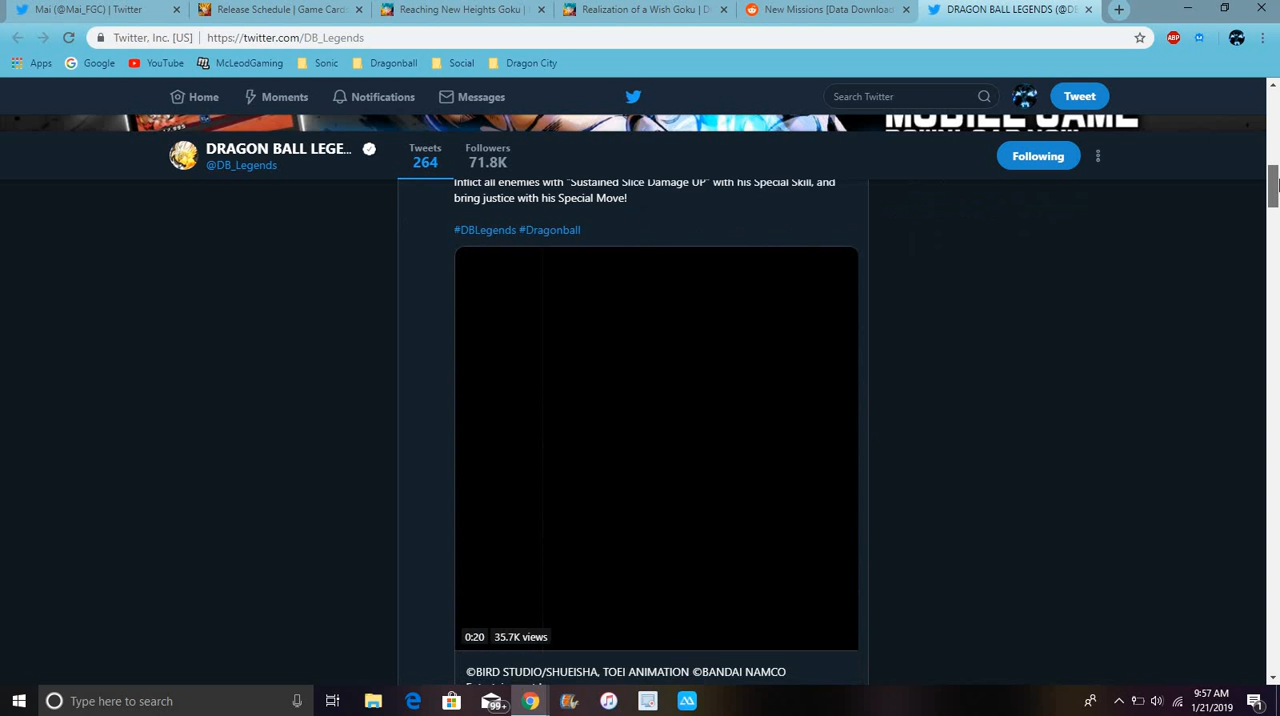 Mai (@Mai_FGC) | Twitter
Release Schedule | Game Card
Reaching New Heights Goku |
Realization of a Wish Goku | D
New Missions [Data Download
DRAGON BALL LEGENDS (@DB
Twitter, Inc. [US] | https://twitter.com/DB_Legends
Apps Google YouTube McLeodGaming Sonic Dragonball Social Dragon City
Home Moments Notifications Messages
Search Twitter
Tweet
MOBILE GAME
DOWNLOAD NOW
DRAGON BALL LEGE...
@DB_Legends
Tweets
264
Followers
71.8K
Following
Inflict all enemies with "Sustained Slice Damage UP" with his Special Skill, and
bring justice with his Special Move!
#DBLegends #Dragonball
0:20 35.7K views
©BIRD STUDIO/SHUEISHA, TOEI ANIMATION ©BANDAI NAMCO
Type here to search
99+
9:57 AM
1/21/2019